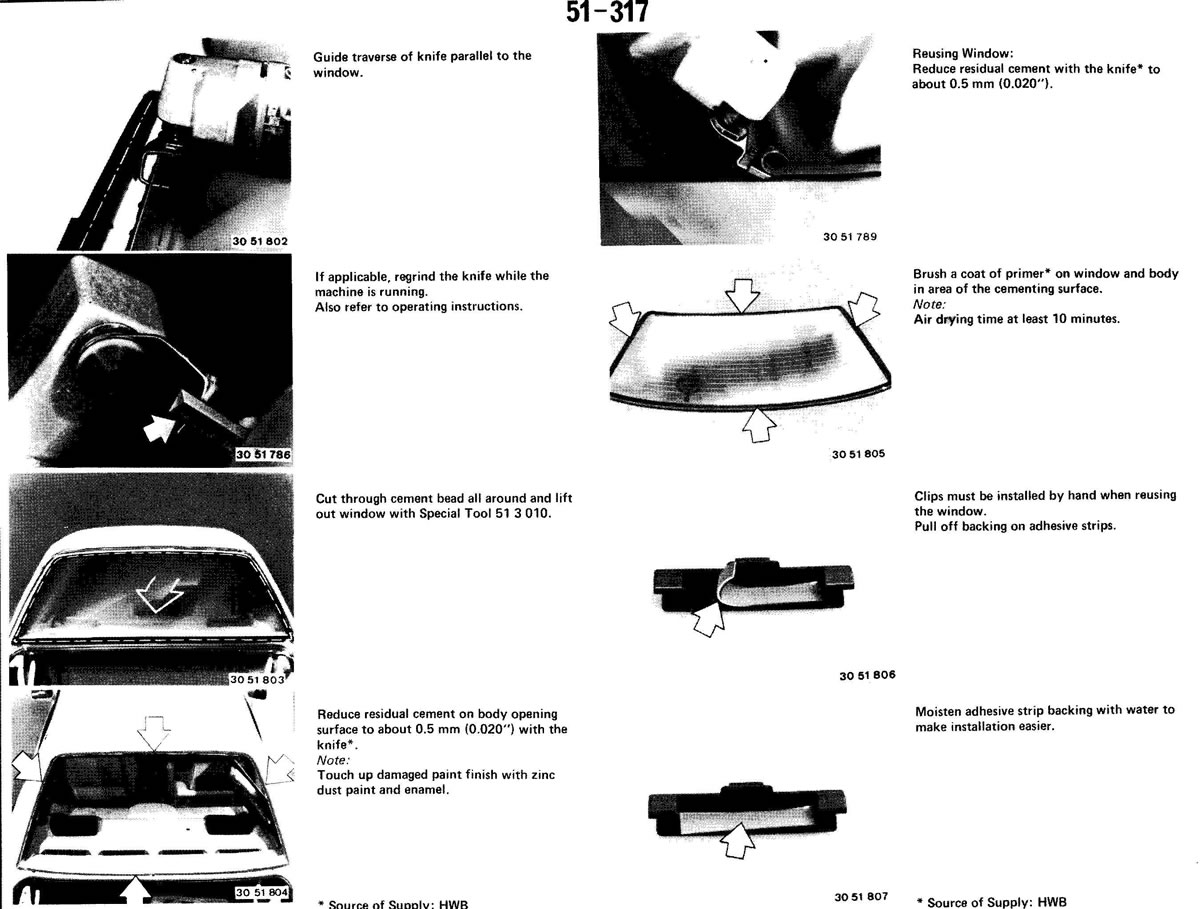 51-317
Guide traverse of knife parallel to the
window.
30 51 802
If applicable, regrind the knife while the
machine is running.
Also refer to operating instructions.
30 51 786
Cut through cement bead all around and lift
out window with Special Tool 51 3 010.
30 51 803
Reduce residual cement on body opening
surface to about 0.5 mm (0.020") with the
knife*.
Note:
Touch up damaged paint finish with zinc
dust paint and enamel.
30 51 804
* Source of Supply: HWB
Reusing Window:
Reduce residual cement with the knife* to
about 0.5 mm (0.020").
30 51 789
Brush a coat of primer* on window and body
in area of the cementing surface.
Note:
Air drying time at least 10 minutes.
30 51 805
Clips must be installed by hand when reusing
the window.
Pull off backing on adhesive strips.
30 51 806
Moisten adhesive strip backing with water to
make installation easier.
30 51 807
* Source of Supply: HWB